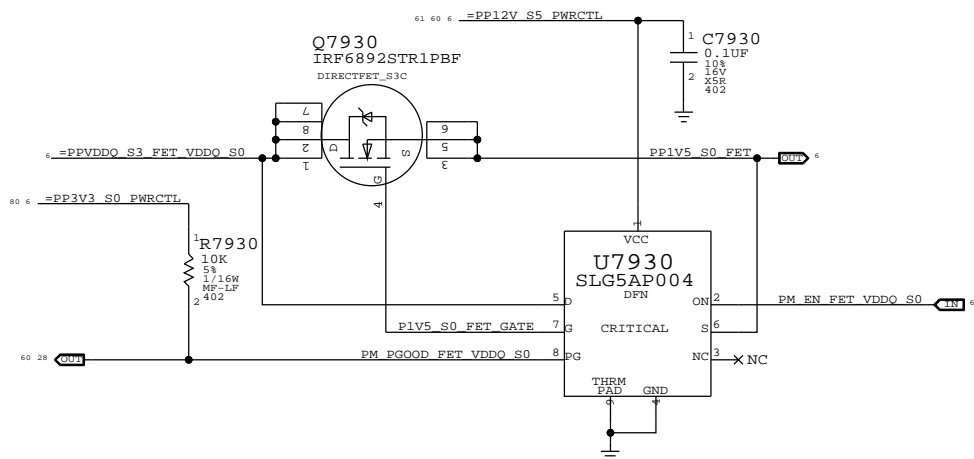 61 60 6 =PP12V_S5_PWRCTL
1 C7930
0.1UF
10%
16V
2 X5R
402
Q7930
IRF6892STR1PBF
DIRECTFET_S3C
7
8
2
1
D
S
G
6
5
3
4
6 =PPVDDQ_S3_FET_VDDQ_S0
PP1V5_S0_FET OUT 6
80 6 =PP3V3_S0_PWRCTL
1 R7930
10K
5%
1/16W
MF-LF
2 402
1
VCC
U7930
SLG5AP004
DFN
5 D
ON 2 PM_EN_FET_VDDQ_S0 IN 6
P1V5_S0_FET_GATE 7 G
CRITICAL
S 6
60 28 OUT PM_PGOOD_FET_VDDQ_S0 8 PG
NC 3 NC
THRM
PAD GND
9 4